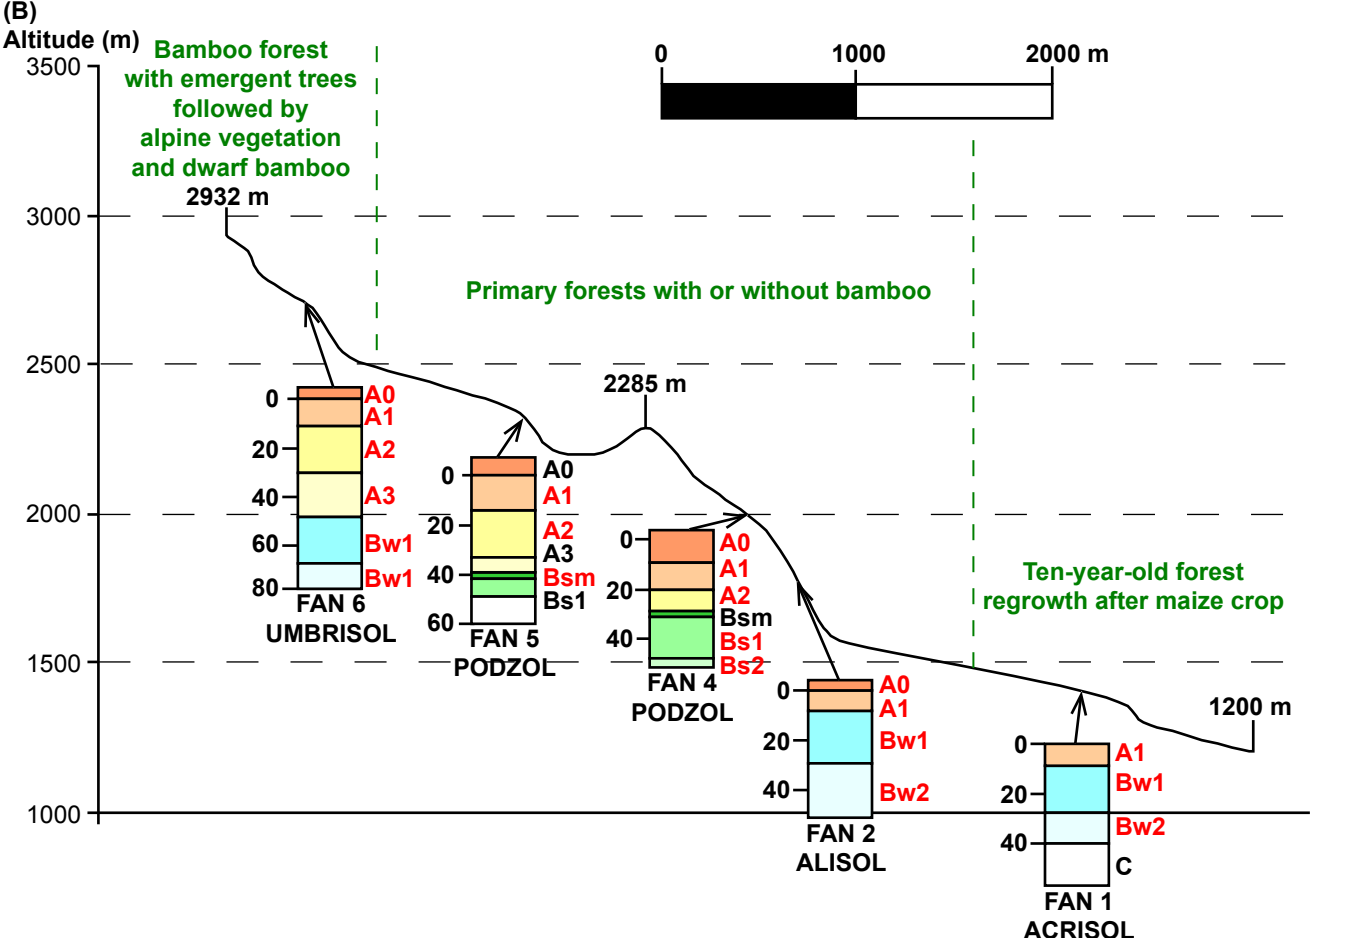 (B)
Altitude (m)
3500
3000
2500
2000
1500
1000
Bamboo forest
with emergent trees
followed by
alpine vegetation
and dwarf bamboo
2932 m
0 1000 2000 m
Primary forests with or without bamboo
2285 m
Ten-year-old forest
regrowth after maize crop
1200 m
0
20
40
60
80
A0
A1
A2
A3
Bw1
Bw1
FAN 6
UMBRISOL
0
20
40
60
A0
A1
A2
A3
Bsm
Bs1
FAN 5
PODZOL
0
20
40
A0
A1
A2
Bsm
Bs1
Bs2
FAN 4
PODZOL
0
20
40
A0
A1
Bw1
Bw2
FAN 2
ALISOL
0
20
40
A1
Bw1
Bw2
C
FAN 1
ACRISOL